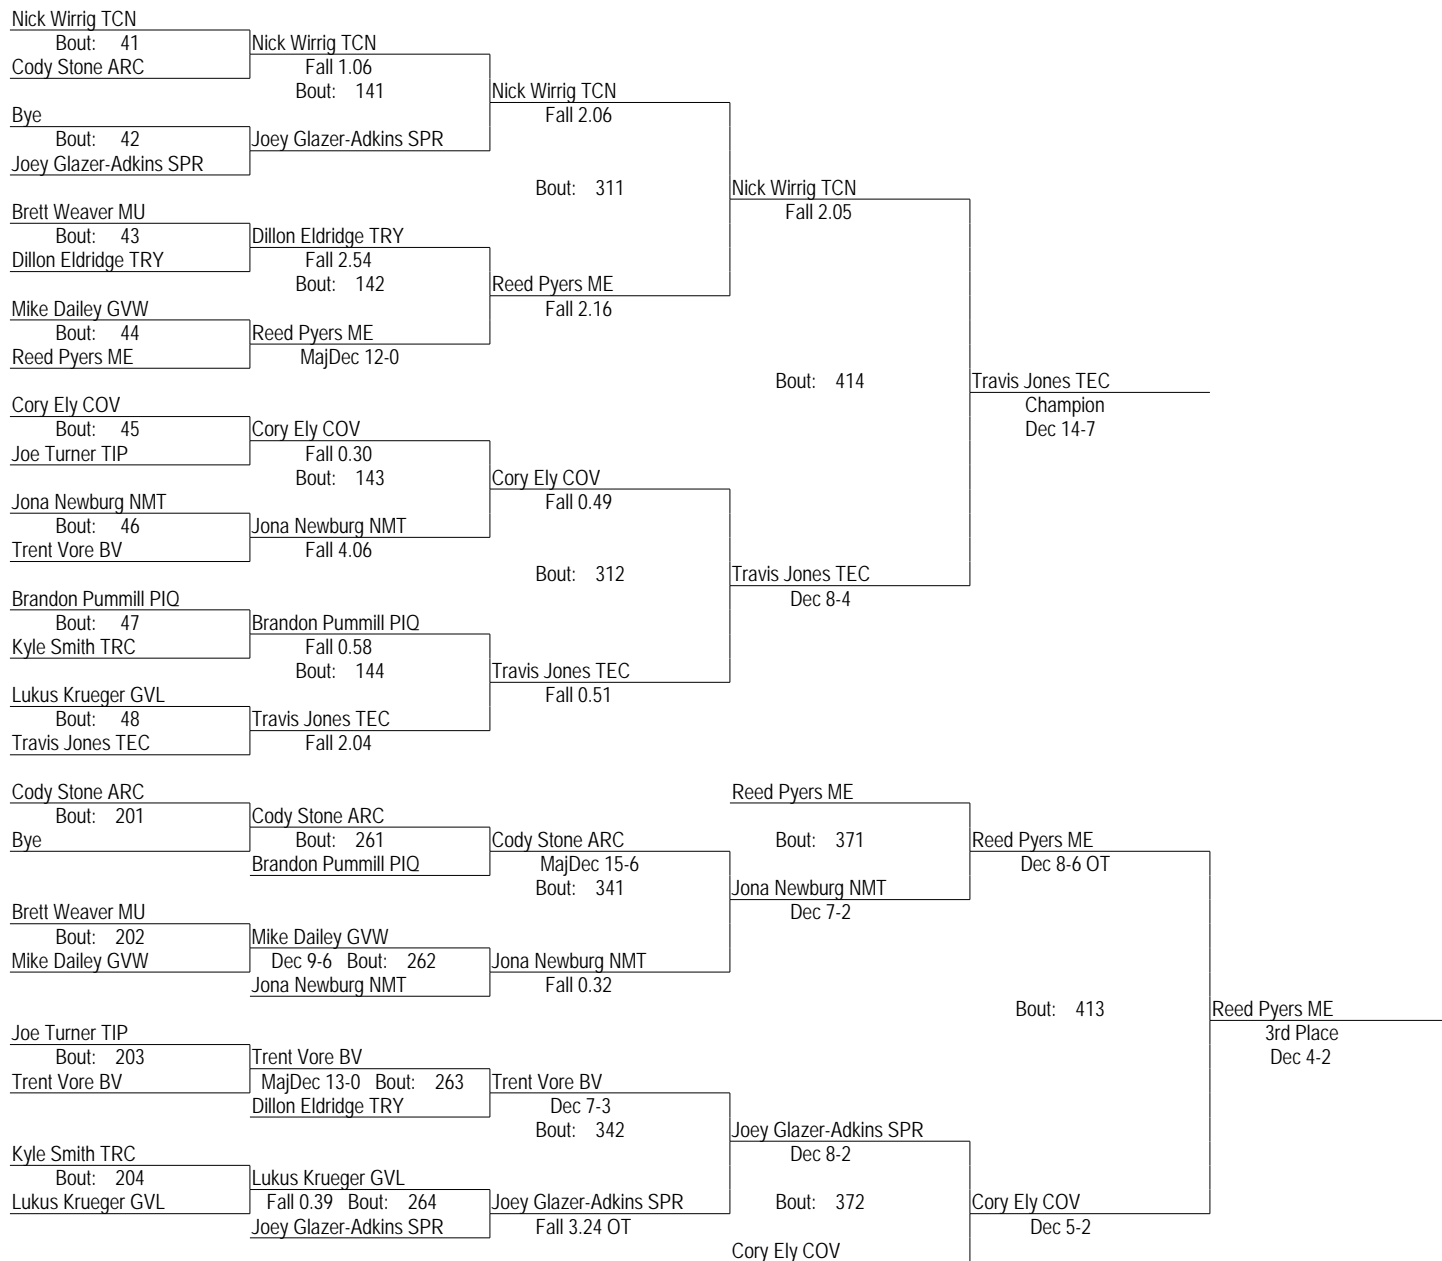 Nick Wirrig TCN
Bout: 41
Nick Wirrig TCN
Cody Stone ARC
Fall 1.06
Bout: 141
Nick Wirrig TCN
Bye
Fall 2.06
Bout: 42
Joey Glazer-Adkins SPR
Joey Glazer-Adkins SPR
Bout: 311
Nick Wirrig TCN
Brett Weaver MU
Fall 2.05
Bout: 43
Dillon Eldridge TRY
Dillon Eldridge TRY
Fall 2.54
Bout: 142
Reed Pyers ME
Mike Dailey GVW
Fall 2.16
Bout: 44
Reed Pyers ME
Reed Pyers ME
MajDec 12-0
Bout: 414
Travis Jones TEC
Cory Ely COV
Champion
Bout: 45
Cory Ely COV
Dec 14-7
Joe Turner TIP
Fall 0.30
Bout: 143
Cory Ely COV
Jona Newburg NMT
Fall 0.49
Bout: 46
Jona Newburg NMT
Trent Vore BV
Fall 4.06
Bout: 312
Travis Jones TEC
Brandon Pummill PIQ
Dec 8-4
Bout: 47
Brandon Pummill PIQ
Kyle Smith TRC
Fall 0.58
Bout: 144
Travis Jones TEC
Lukus Krueger GVL
Fall 0.51
Bout: 48
Travis Jones TEC
Travis Jones TEC
Fall 2.04
Cody Stone ARC
Reed Pyers ME
Bout: 201
Cody Stone ARC
Bye
Bout: 261
Cody Stone ARC
Bout: 371
Reed Pyers ME
Brandon Pummill PIQ
MajDec 15-6
Dec 8-6 OT
Bout: 341
Jona Newburg NMT
Brett Weaver MU
Dec 7-2
Bout: 202
Mike Dailey GVW
Mike Dailey GVW
Dec 9-6 Bout: 262
Jona Newburg NMT
Jona Newburg NMT
Fall 0.32
Bout: 413
Reed Pyers ME
Joe Turner TIP
3rd Place
Bout: 203
Trent Vore BV
Dec 4-2
Trent Vore BV
MajDec 13-0 Bout: 263
Trent Vore BV
Dillon Eldridge TRY
Dec 7-3
Bout: 342
Joey Glazer-Adkins SPR
Kyle Smith TRC
Dec 8-2
Bout: 204
Lukus Krueger GVL
Lukus Krueger GVL
Fall 0.39 Bout: 264
Joey Glazer-Adkins SPR
Bout: 372
Cory Ely COV
Joey Glazer-Adkins SPR
Fall 3.24 OT
Dec 5-2
Cory Ely COV